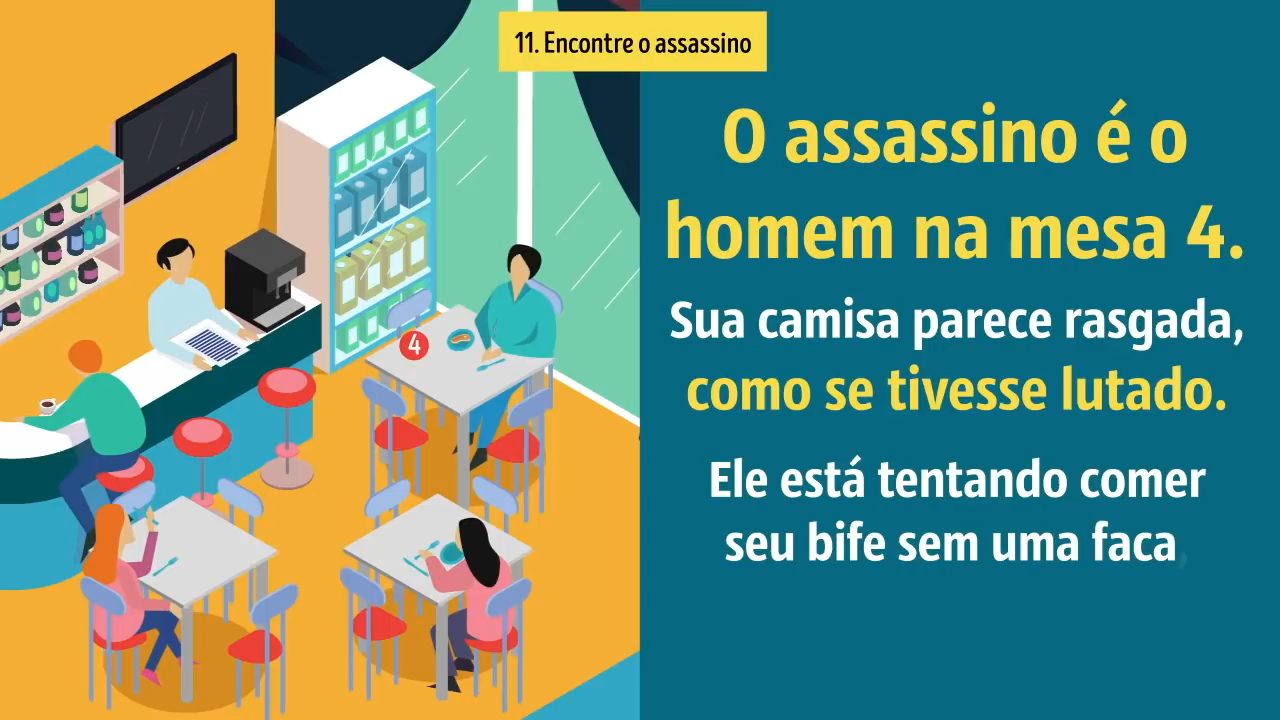 11. Encontre o assassino
O assassino é o
homem na mesa 4.
Sua camisa parece rasgada,
como se tivesse lutado.
Ele está tentando comer
seu bife sem uma faca,
4